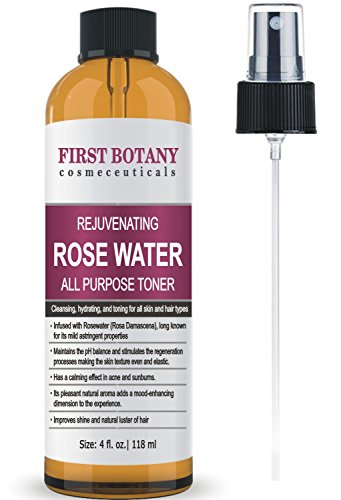 FIRST BOTANY
cosmeceuticals
REJUVENATING
ROSE WATER
ALL PURPOSE TONER
Cleansing, hydrating, and toning for all skin and hair types
• Infused with Rosewater (Rosa Damascena), long known
for its mild astringent properties
• Maintains the pH balance and stimulates the regeneration
processes making the skin texture even and elastic.
• Has a calming effect in acne and sunburns.
• Its pleasant natural aroma adds a mood-enhancing
dimension to the experience.
• Improves shine and natural luster of hair
Size: 4 fl. oz.| 118 ml